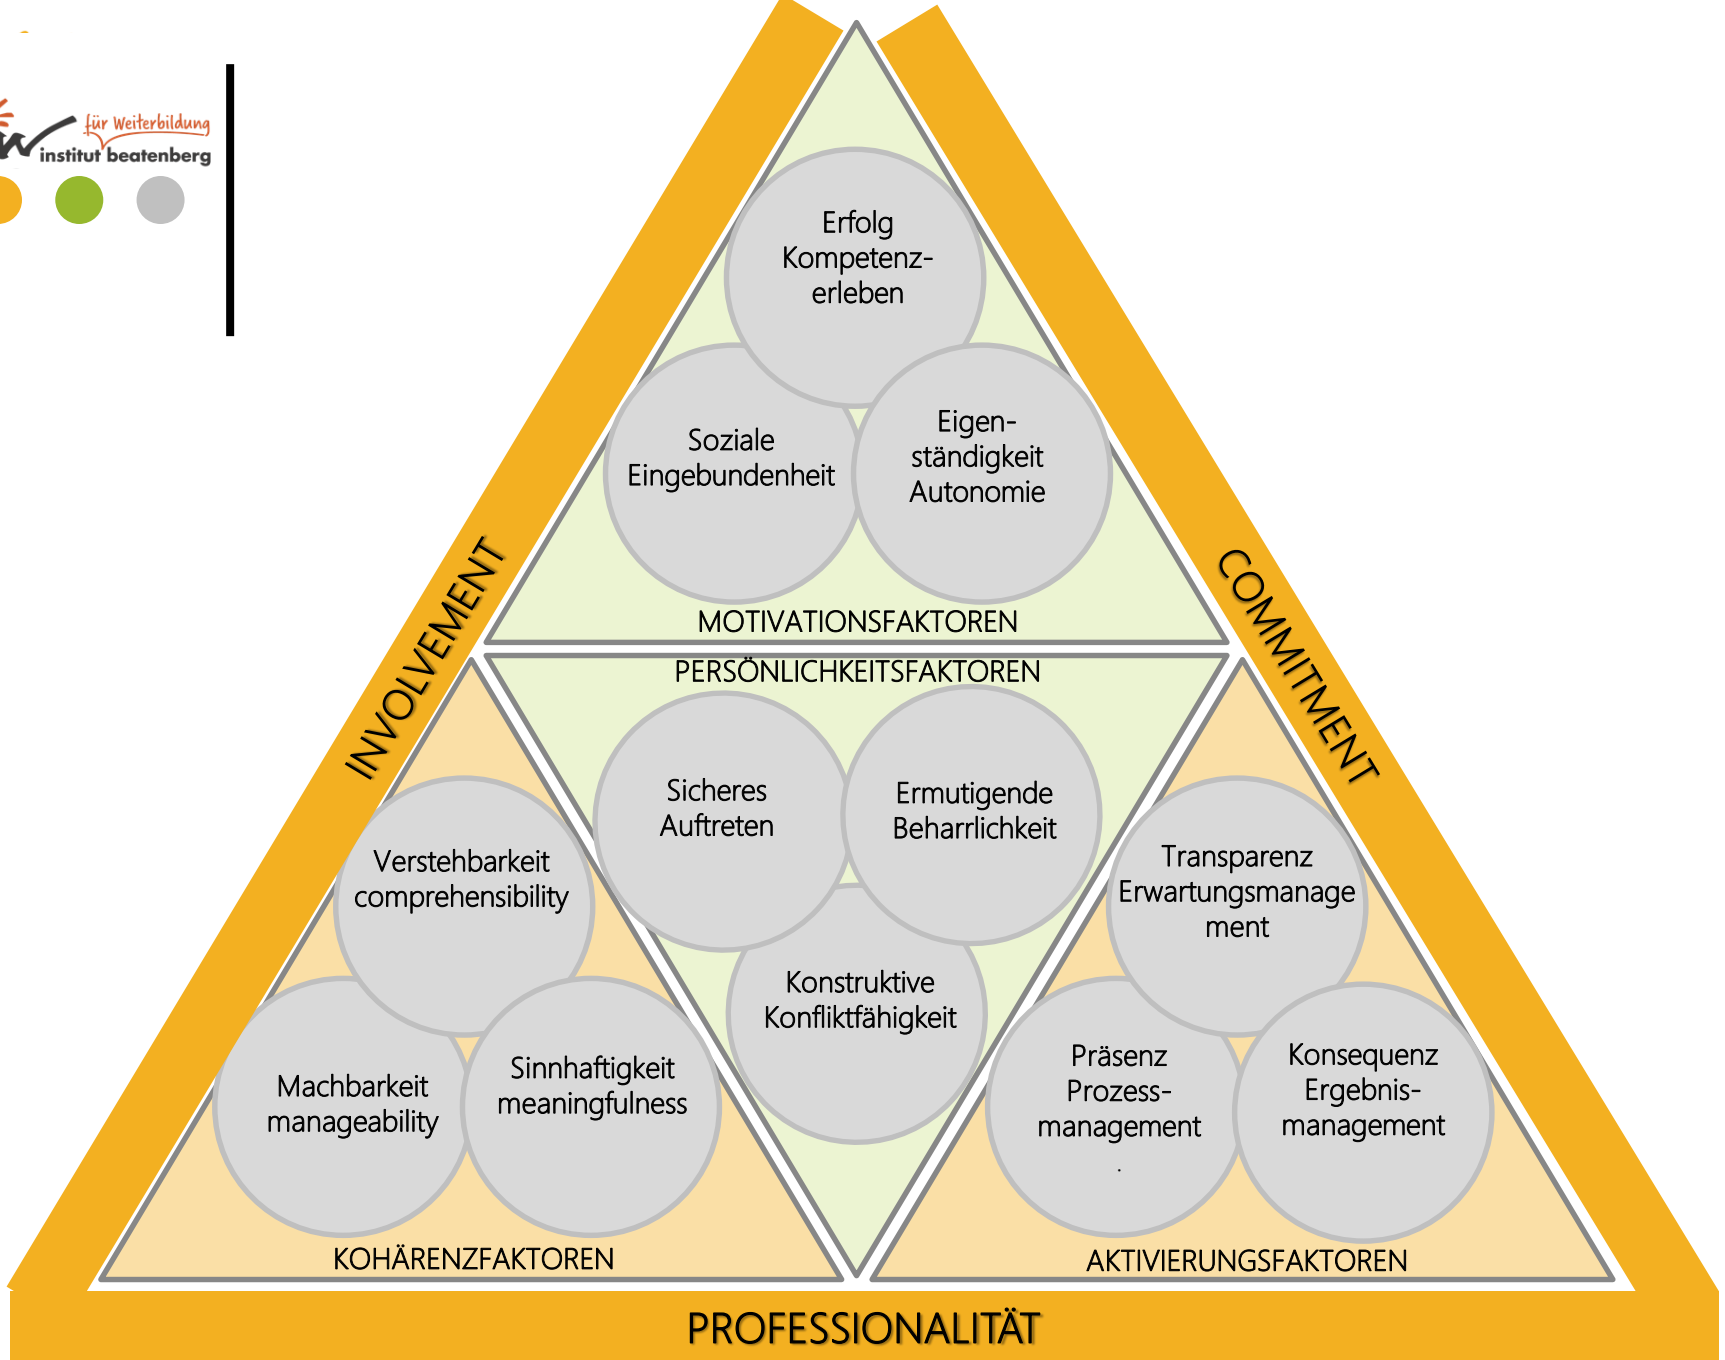 für Weiterbildung
institut beatenberg
Erfolg
Kompetenz-
erleben
Soziale
Eingebundenheit
Eigen-
ständigkeit
Autonomie
MOTIVATIONSFAKTOREN
INVOLVEMENT
COMMITMENT
PERSÖNLICHKEITSFAKTOREN
Sicheres
Auftreten
Ermutigende
Beharrlichkeit
Konstruktive
Konfliktfähigkeit
Verstehbarkeit
comprehensibility
Machbarkeit
manageability
Sinnhaftigkeit
meaningfulness
KOHÄRENZFAKTOREN
Transparenz
Erwartungsmanage
ment
Präsenz
Prozess-
management
.
Konsequenz
Ergebnis-
management
AKTIVIERUNGSFAKTOREN
PROFESSIONALITÄT